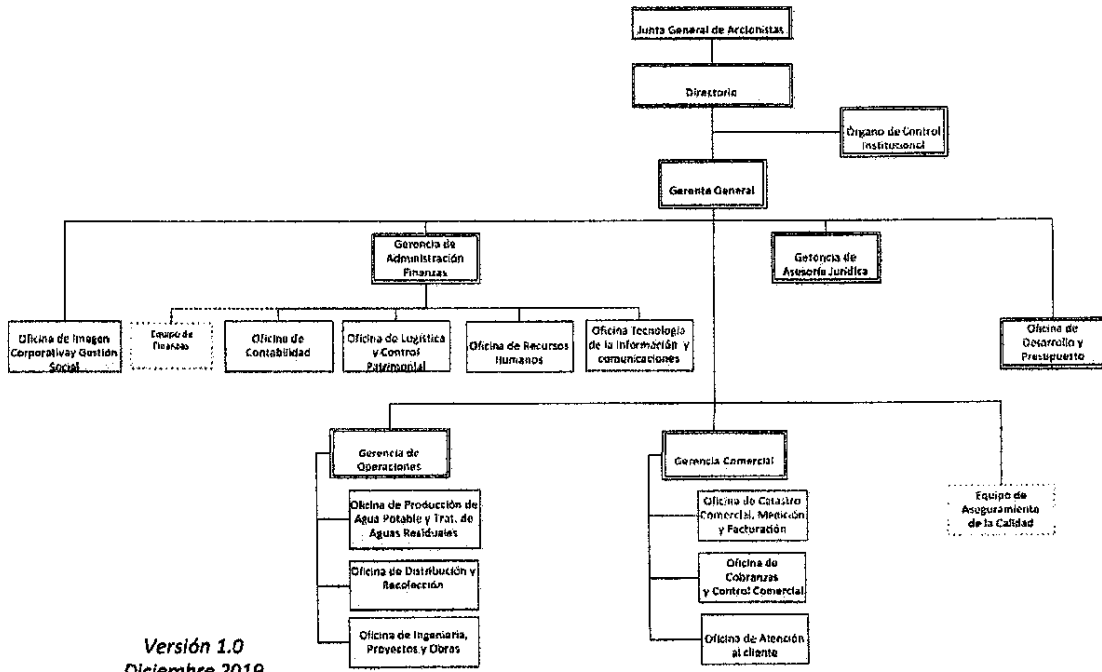 Junta General de Accionistas
Directorio
Órgano de Control
Institucional
Gerente General
Gerencia de
Administración
Finanzas
Gerencia de
Asesoría Jurídica
Oficina de Imagen
Corporativa y Gestión
Social
Equipo de
Finanzas
Oficina de
Contabilidad
Oficina de Logística
y Control
Patrimonial
Oficina de Recursos
Humanos
Oficina Tecnología
de la Información y
comunicaciones
Oficina de
Desarrollo y
Presupuesto
Gerencia de
Operaciones
Gerencia Comercial
Equipo de
Aseguramiento
de la Calidad
Oficina de Producción de
Agua Potable y Trat. de
Aguas Residuales
Oficina de Catastro
Comercial, Medición
y Facturación
Oficina de Distribución y
Recolección
Oficina de
Cobranzas
y Control Comercial
Oficina de Ingeniería,
Proyectos y Obras
Oficina de Atención
al cliente
Versión 1.0
Diciembre 2019